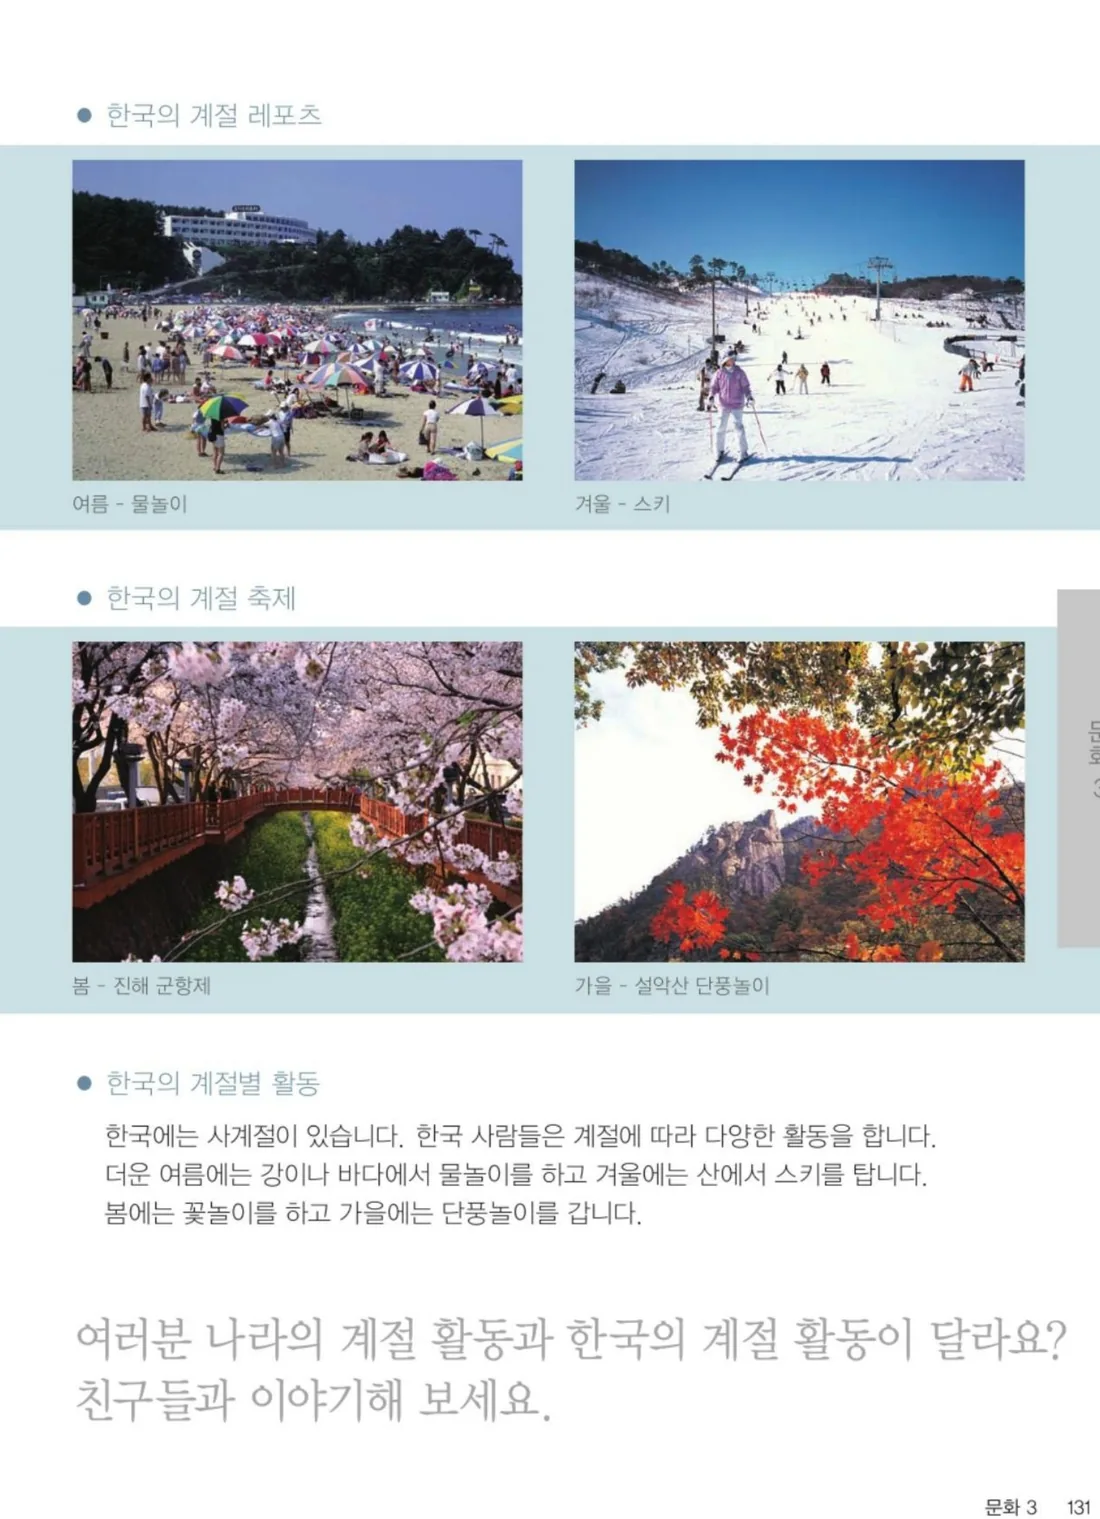 한국의 계절 레포츠
여름 - 물놀이
겨울 - 스키
한국의 계절 축제
봄 - 진해 군항제
가을 - 설악산 단풍놀이
한국의 계절별 활동
한국에는 사계절이 있습니다. 한국 사람들은 계절에 따라 다양한 활동을 합니다.
더운 여름에는 강이나 바다에서 물놀이를 하고 겨울에는 산에서 스키를 탑니다.
봄에는 꽃놀이를 하고 가을에는 단풍놀이를 갑니다.
여러분 나라의 계절 활동과 한국의 계절 활동이 달라요?
친구들과 이야기해 보세요.
문화 3 131